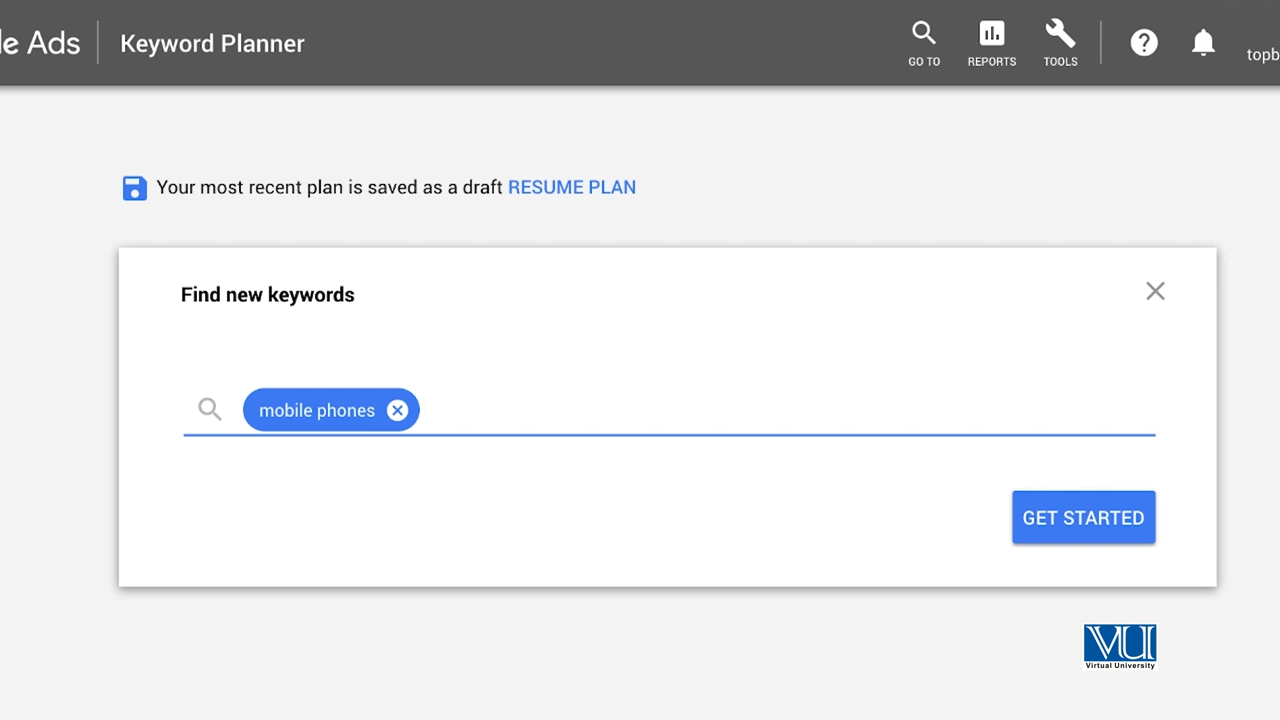 le Ads
Keyword Planner
GO TO
REPORTS
TOOLS
topb
Your most recent plan is saved as a draft RESUME PLAN
Find new keywords
mobile phones
GET STARTED
VU
Virtual University